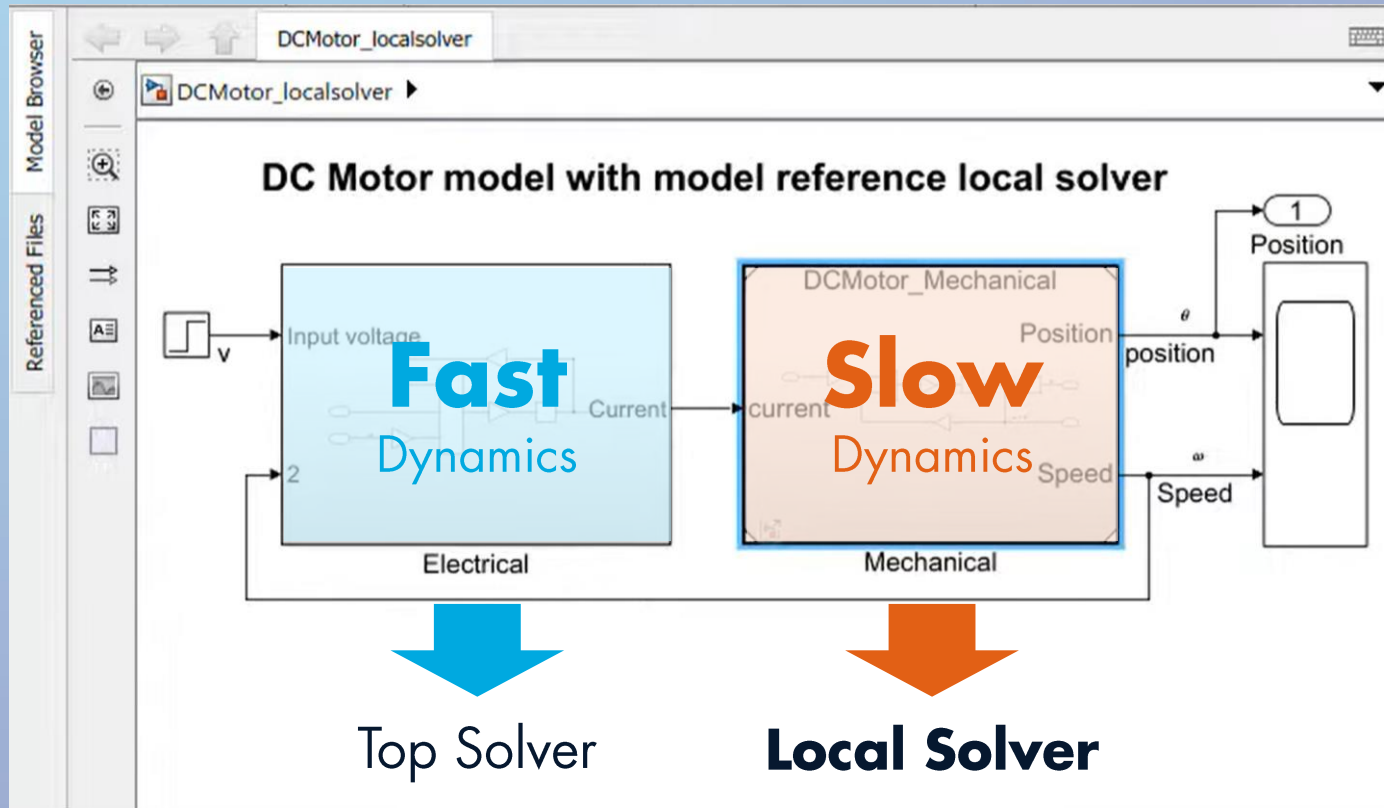 Model Browser
Referenced Files
DCMotor_localsolver
DCMotor_localsolver
DC Motor model with model reference local solver
1
Position
v
Input voltage
2
Current
Fast
Dynamics
Electrical
DCMotor_Mechanical
current
Position
Speed
Slow
Dynamics
Mechanical
θ
position
ω
Speed
Top Solver
Local Solver